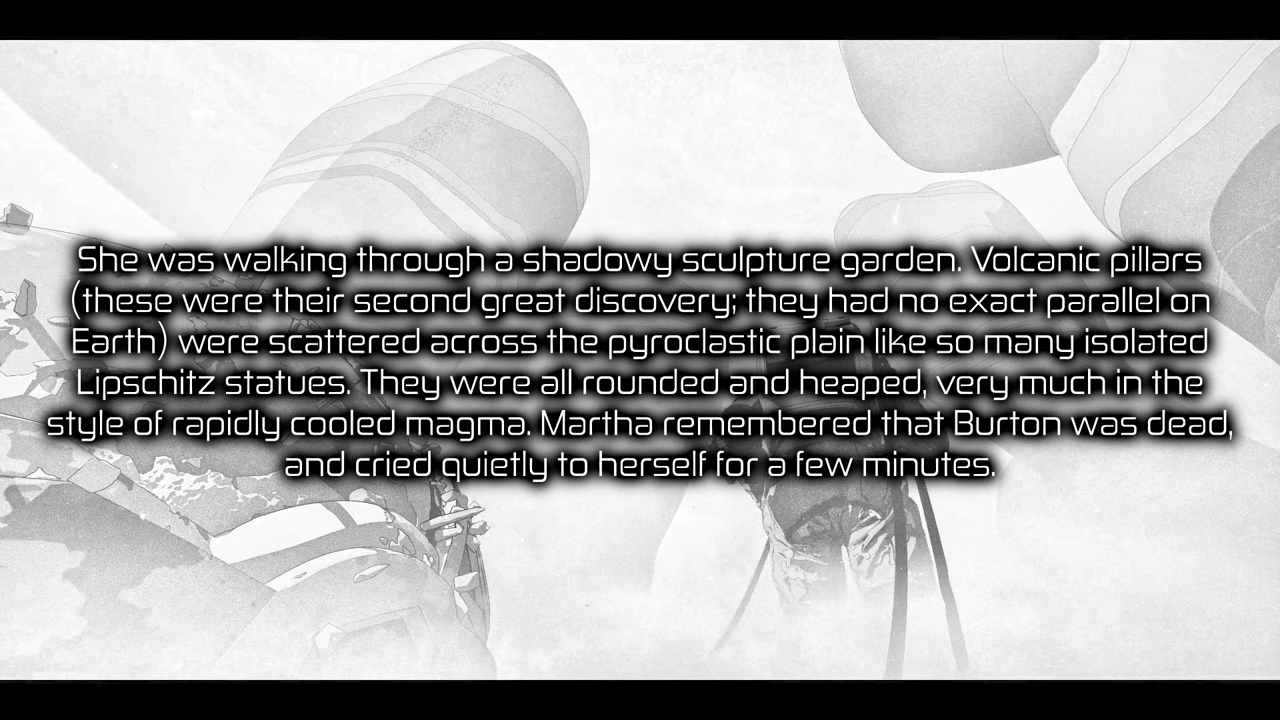 She was walking through a shadowy sculpture garden. Volcanic pillars
(these were their second great discovery; they had no exact parallel on
Earth) were scattered across the pyroclastic plain like so many isolated
Lipschitz statues. They were all rounded and heaped, very much in the
style of rapidly cooled magma. Martha remembered that Burton was dead,
and cried quietly to herself for a few minutes.